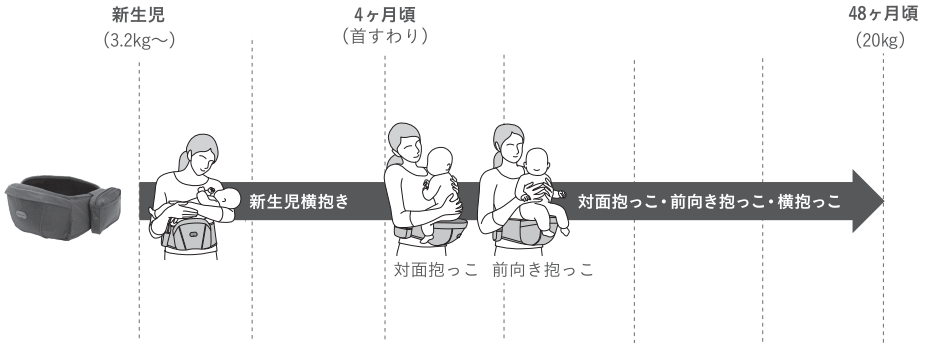 新生児
(3.2kg〜)
4ヶ月頃
(首すわり)
48ヶ月頃
(20kg)
新生児横抱き
対面抱っこ・前向き抱っこ・横抱っこ
対面抱っこ
前向き抱っこ